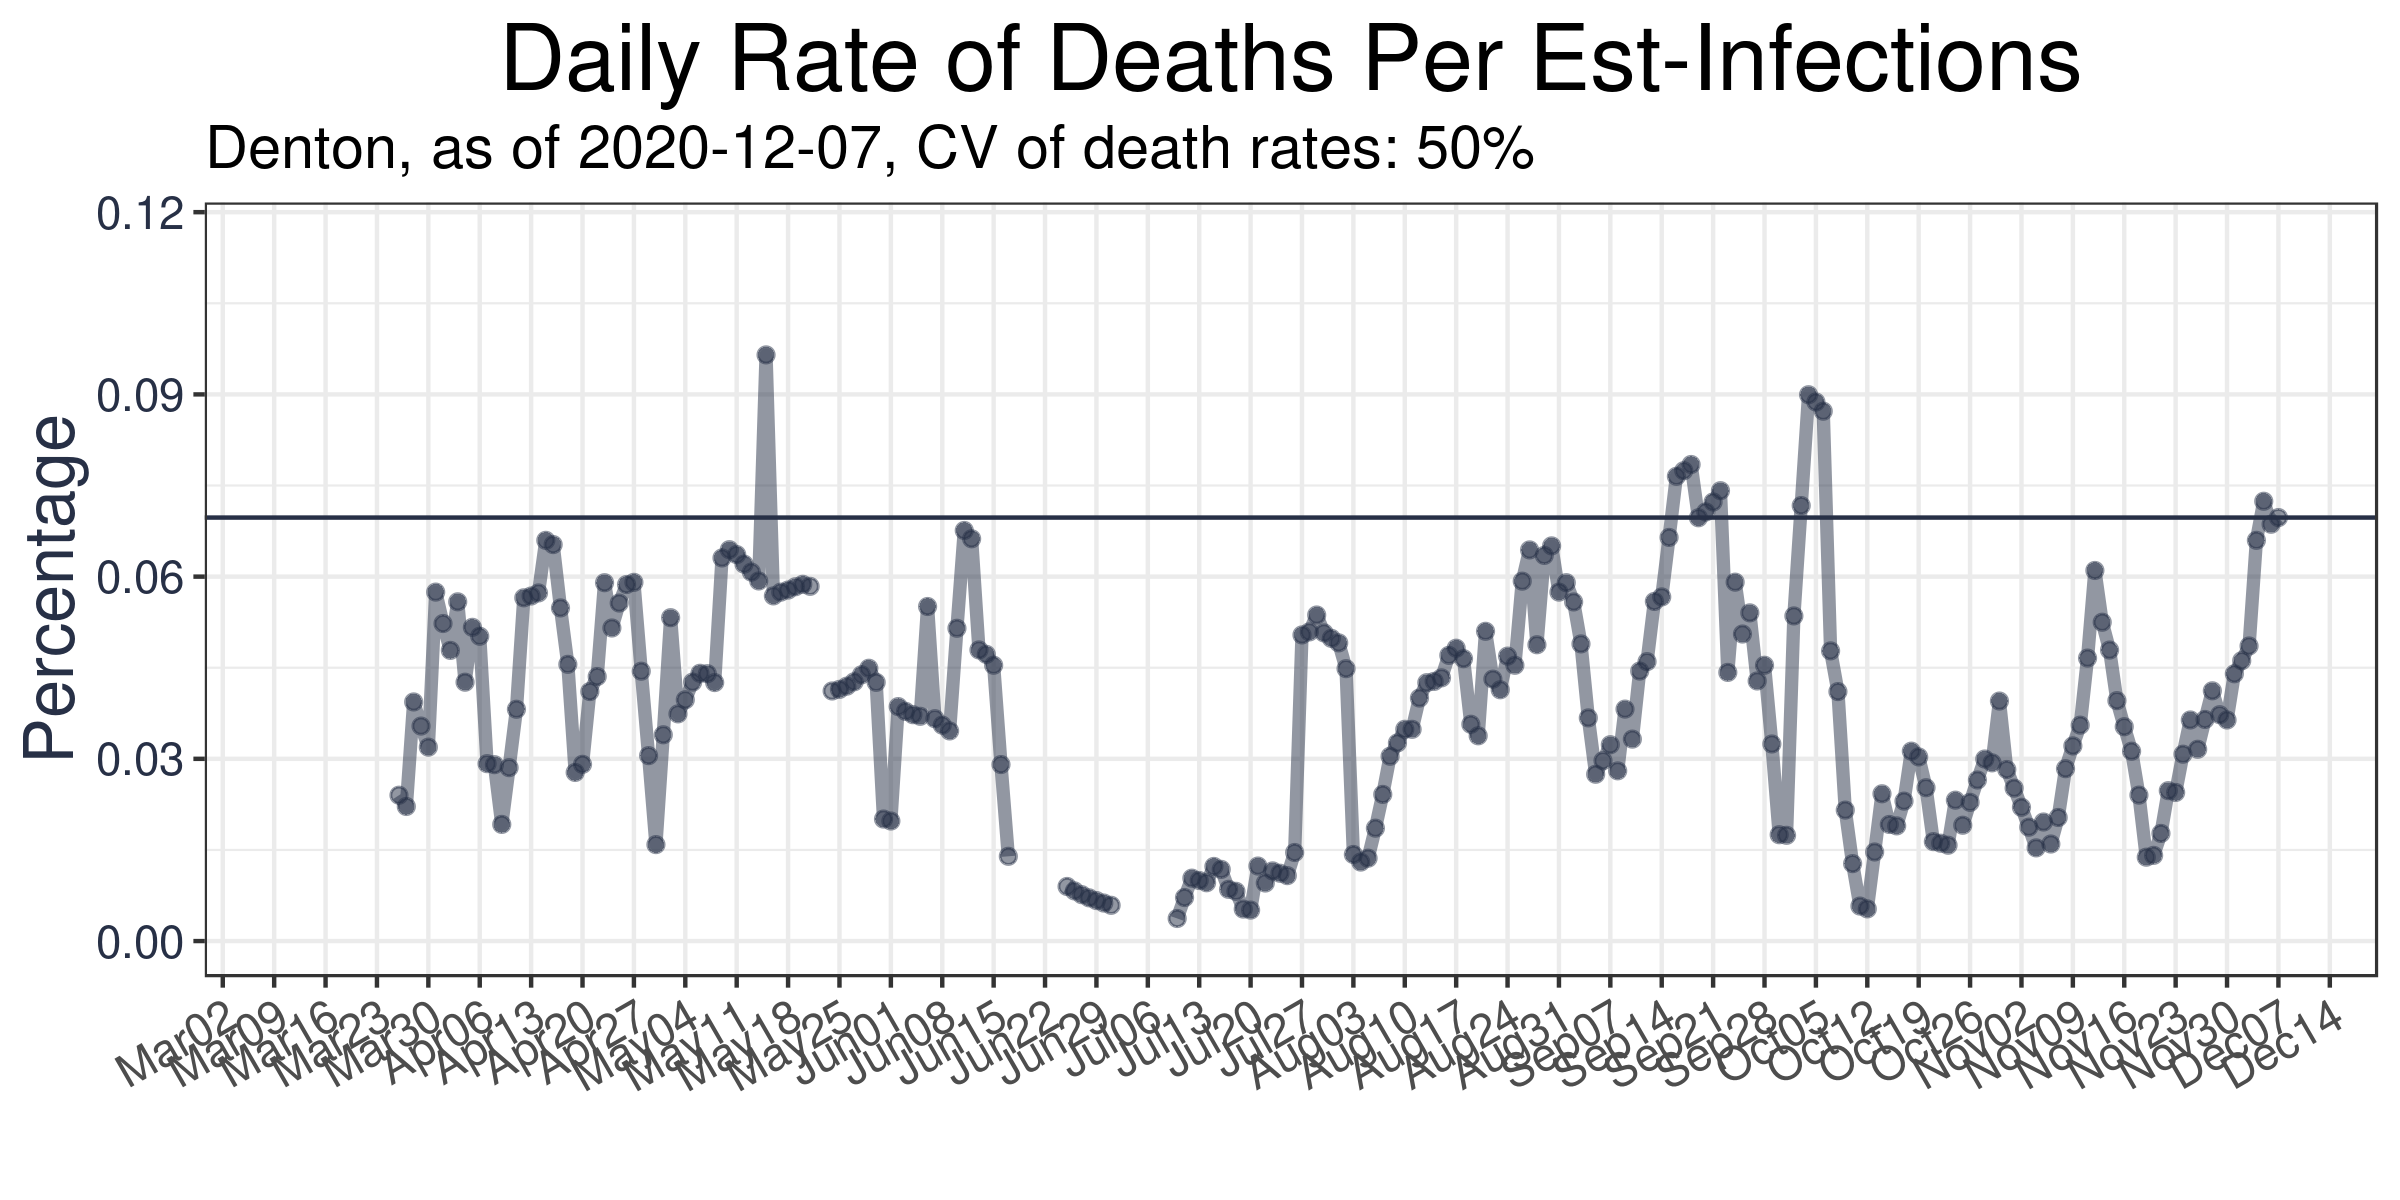 Daily Rate of Deaths Per Est-Infections
Denton, as of 2020-12-07, CV of death rates: 50%
Percentage
0.12
0.09
0.06
0.03
0.00
Mar02
Mar09
Mar16
Mar23
Mar30
Apr06
Apr13
Apr20
Apr27
May04
May11
May18
May25
Jun01
Jun08
Jun15
Jun22
Jun29
Jul06
Jul13
Jul20
Jul27
Aug03
Aug10
Aug17
Aug24
Aug31
Sep07
Sep14
Sep21
Sep28
Oct05
Oct12
Oct19
Oct26
Nov02
Nov09
Nov16
Nov23
Nov30
Dec07
Dec14